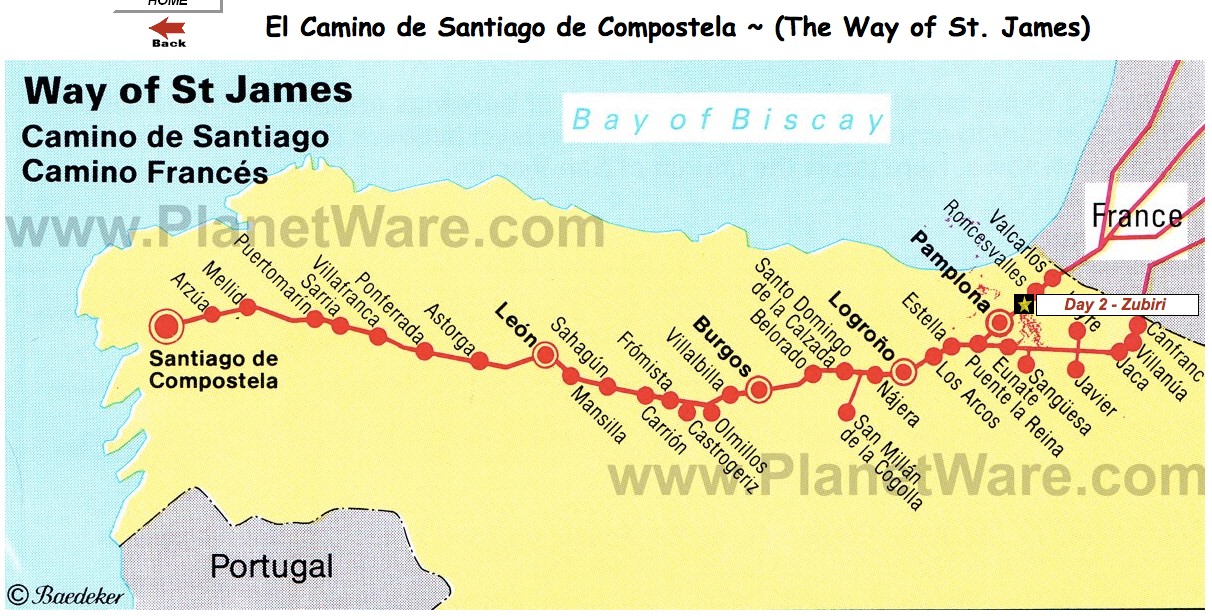 HOME
Back
El Camino de Santiago de Compostela ~ (The Way of St. James)
Way of St James
Camino de Santiago
Camino Francés
Bay of Biscay
France
www.PlanetWare.com
Santiago de
Compostela
Arzúa
Mellid
Puertomarín
Sarria
Villafranca
Ponferrada
Astorga
León
Sahagún
Mansilla
Frómista
Carrión
Castrogeriz
Villalbilla
Olmillos
Burgos
Belorado
Santo Domingo
de la Calzada
San Millán
de la Cogolla
Nájera
Logroño
Los Arcos
Estella
Puente la Reina
Eunate
Pamplona
Roncesvalles
Valcarlos
Day 2 - Zubiri
Sangüesa
Javier
Jaca
Villanúa
Canfranc
www.PlanetWare.com
Portugal
© Baedeker